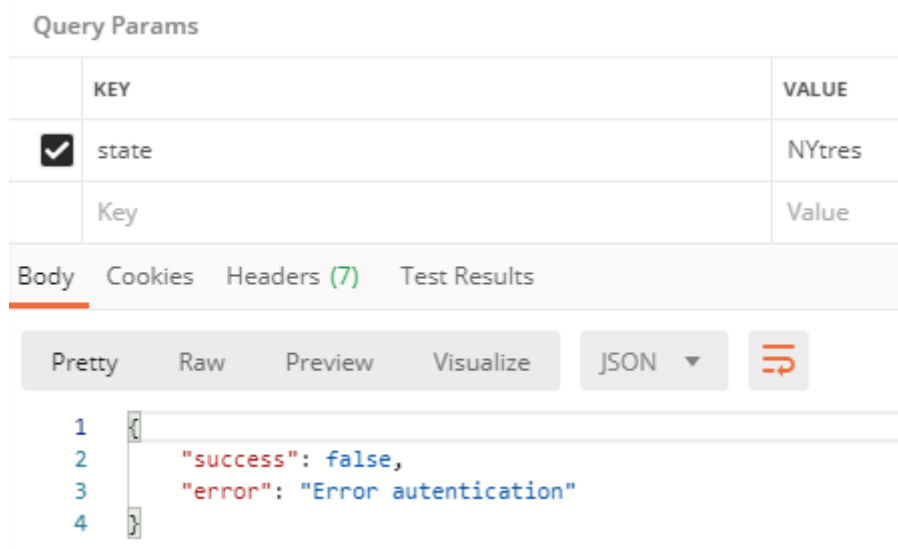 Query Params
KEY VALUE
state NYtres
Key Value
Body Cookies Headers (7) Test Results
Pretty Raw Preview Visualize JSON
1 {
2 "success": false,
3 "error": "Error autentication"
4 }